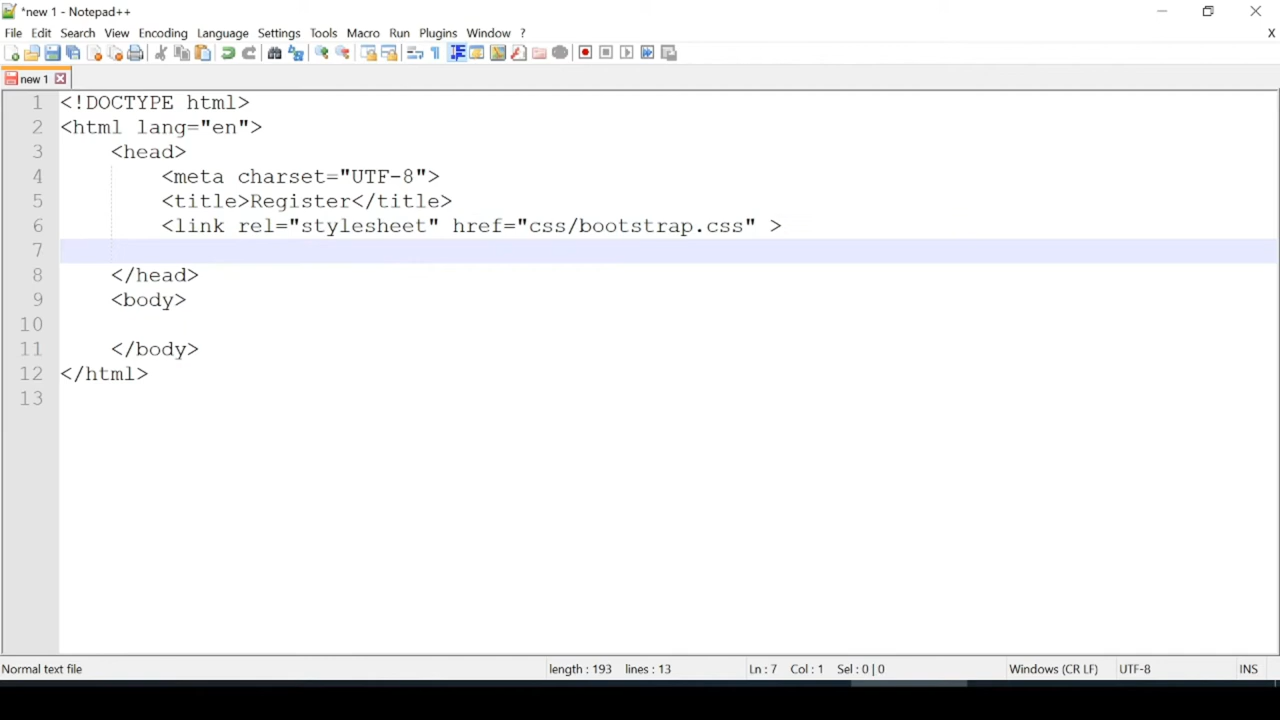 *new 1 - Notepad++
File Edit Search View Encoding Language Settings Tools Macro Run Plugins Window ? X
new 1
1 <!DOCTYPE html>
2 <html lang="en">
3 <head>
4 <meta charset="UTF-8">
5 <title>Register</title>
6 <link rel="stylesheet" href="css/bootstrap.css" >
7
8 </head>
9 <body>
10
11 </body>
12 </html>
13
Normal text file length : 193 lines : 13 Ln : 7 Col : 1 Sel : 0 | 0 Windows (CR LF) UTF-8 INS